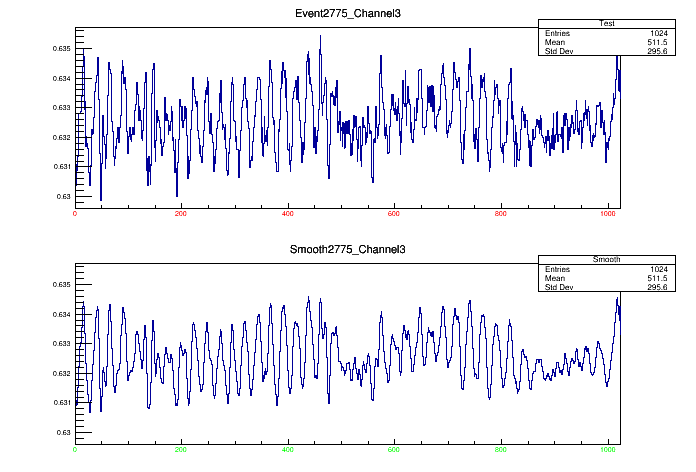 Event2775_Channel3
Test
Entries 1024
Mean 511.5
Std Dev 295.6
0.635
0.634
0.633
0.632
0.631
0.63
0 200 400 600 800 1000
Smooth2775_Channel3
Smooth
Entries 1024
Mean 511.5
Std Dev 295.6
0.635
0.634
0.633
0.632
0.631
0.63
0 200 400 600 800 1000